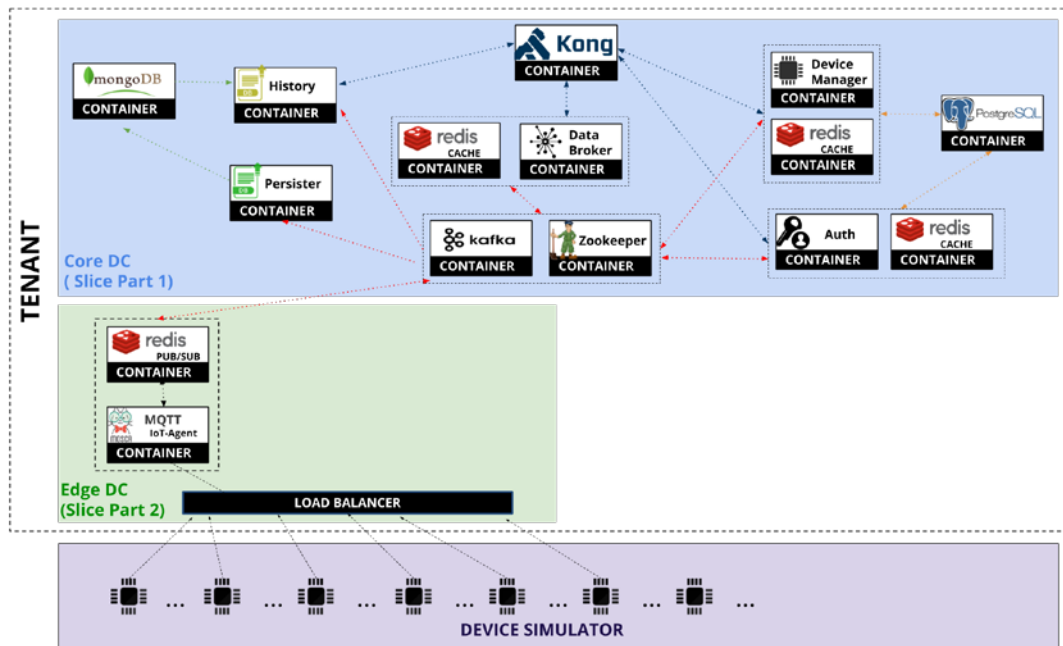 TENANT
mongoDB
CONTAINER
History
CONTAINER
Kong
CONTAINER
Device
Manager
CONTAINER
redis
CACHE
CONTAINER
PostgreSQL
CONTAINER
redis
CACHE
CONTAINER
Data
Broker
CONTAINER
Persister
CONTAINER
kafka
CONTAINER
Zookeeper
CONTAINER
Auth
CONTAINER
redis
CACHE
CONTAINER
Core DC
( Slice Part 1)
redis
PUB/SUB
CONTAINER
MQTT
IoT-Agent
CONTAINER
Edge DC
(Slice Part 2)
LOAD BALANCER
... ... ... ... ... ... ...
DEVICE SIMULATOR